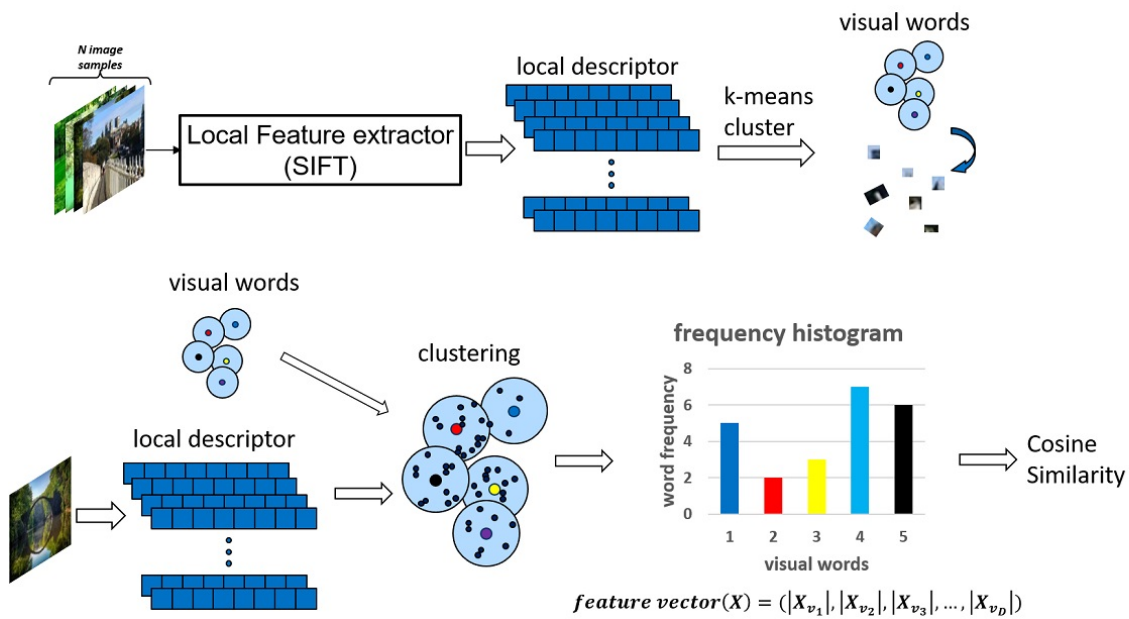 N image
samples
Local Feature extractor
(SIFT)
local descriptor
k-means
cluster
visual words
visual words
local descriptor
clustering
frequency histogram
word frequency
8
6
4
2
0
1 2 3 4 5
visual words
Cosine
Similarity
feature vector(X) = (|X_{v_1}|, |X_{v_2}|, |X_{v_3}|, …, |X_{v_D}|)